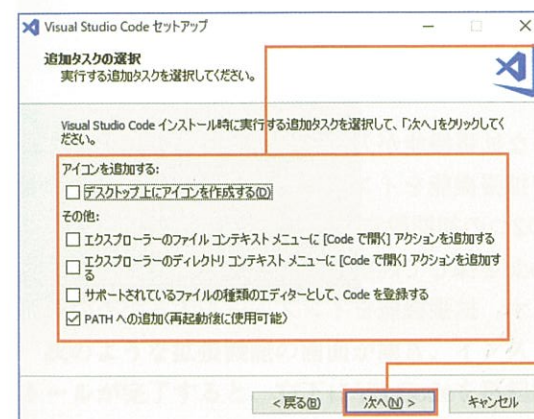 Visual Studio Code セットアップ
追加タスクの選択
実行する追加タスクを選択してください。
Visual Studio Code インストール時に実行する追加タスクを選択して、「次へ」をクリックしてく
ださい。
アイコンを追加する:
デスクトップ上にアイコンを作成する(D)
その他:
エクスプローラーのファイル コンテキスト メニューに [Code で開く] アクションを追加する
エクスプローラーのディレクトリ コンテキスト メニューに [Code で開く] アクションを追加す
る
サポートされているファイルの種類のエディターとして、Code を登録する
PATH への追加(再起動後に使用可能)
< 戻る(B)
次へ(N) >
キャンセル